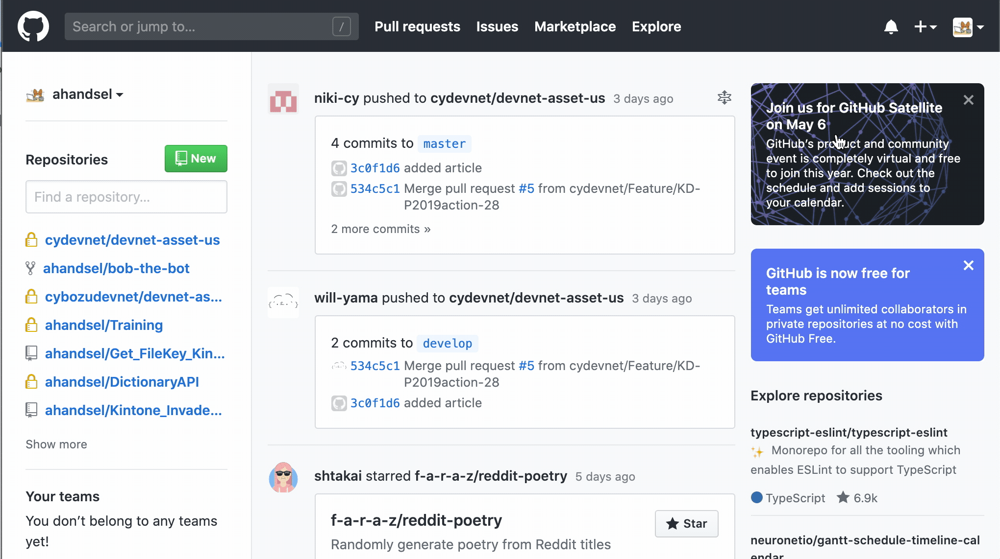 Search or jump to... /
Pull requests Issues Marketplace Explore
ahandsel
Repositories
New
Find a repository...
cydevnet/devnet-asset-us
ahandsel/bob-the-bot
cybozudevnet/devnet-as...
ahandsel/Training
ahandsel/Get_FileKey_Kin...
ahandsel/DictionaryAPI
ahandsel/Kintone_Invade...
Show more
Your teams
You don’t belong to any teams
yet!
niki-cy pushed to cydevnet/devnet-asset-us 3 days ago
4 commits to master
3c0f1d6 added article
534c5c1 Merge pull request #5 from cydevnet/Feature/KD-
P2019action-28
2 more commits »
will-yama pushed to cydevnet/devnet-asset-us 3 days ago
2 commits to develop
534c5c1 Merge pull request #5 from cydevnet/Feature/KD-
P2019action-28
3c0f1d6 added article
shtakai starred f-a-r-a-z/reddit-poetry 5 days ago
f-a-r-a-z/reddit-poetry
Star
Randomly generate poetry from Reddit titles
Join us for GitHub Satellite
on May 6
GitHub’s product and community
event is completely virtual and free
to join this year. Check out the
schedule and add sessions to
your calendar.
GitHub is now free for
teams
Teams get unlimited collaborators in
private repositories at no cost with
GitHub Free.
Explore repositories
typescript-eslint/typescript-eslint
✨ Monorepo for all the tooling which
enables ESLint to support TypeScript
TypeScript 6.9k
neuronetio/gantt-schedule-timeline-cal
endar